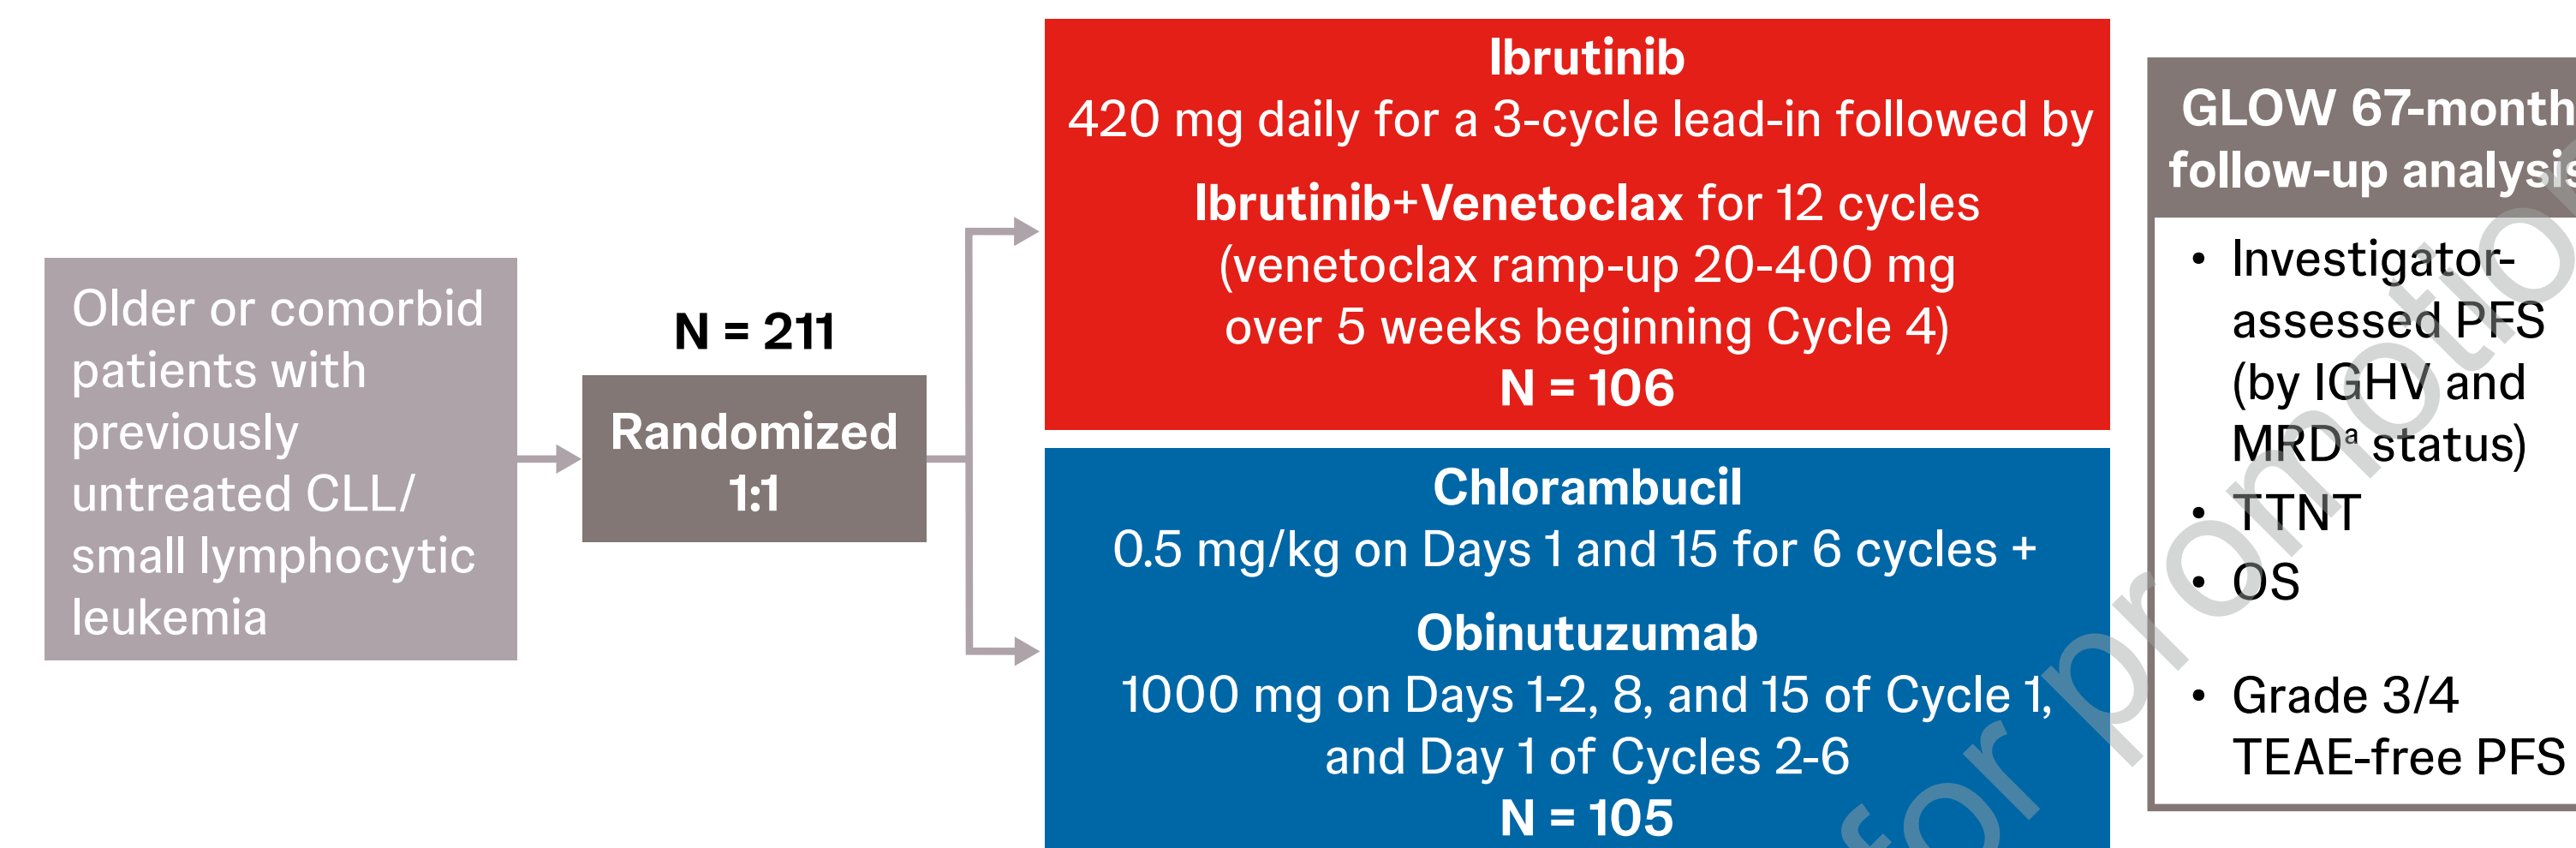 Older or comorbid
patients with
previously
untreated CLL/
small lymphocytic
leukemia
N = 211
Randomized
1:1
Ibrutinib
420 mg daily for a 3-cycle lead-in followed by
Ibrutinib+Venetoclax for 12 cycles
(venetoclax ramp-up 20-400 mg
over 5 weeks beginning Cycle 4)
N = 106
Chlorambucil
0.5 mg/kg on Days 1 and 15 for 6 cycles +
Obinutuzumab
1000 mg on Days 1-2, 8, and 15 of Cycle 1,
and Day 1 of Cycles 2-6
N = 105
GLOW 67-month
follow-up analysis
• Investigator-
assessed PFS
(by IGHV and
MRDᵃ status)
• TTNT
• OS
• Grade 3/4
TEAE-free PFS
for promotion